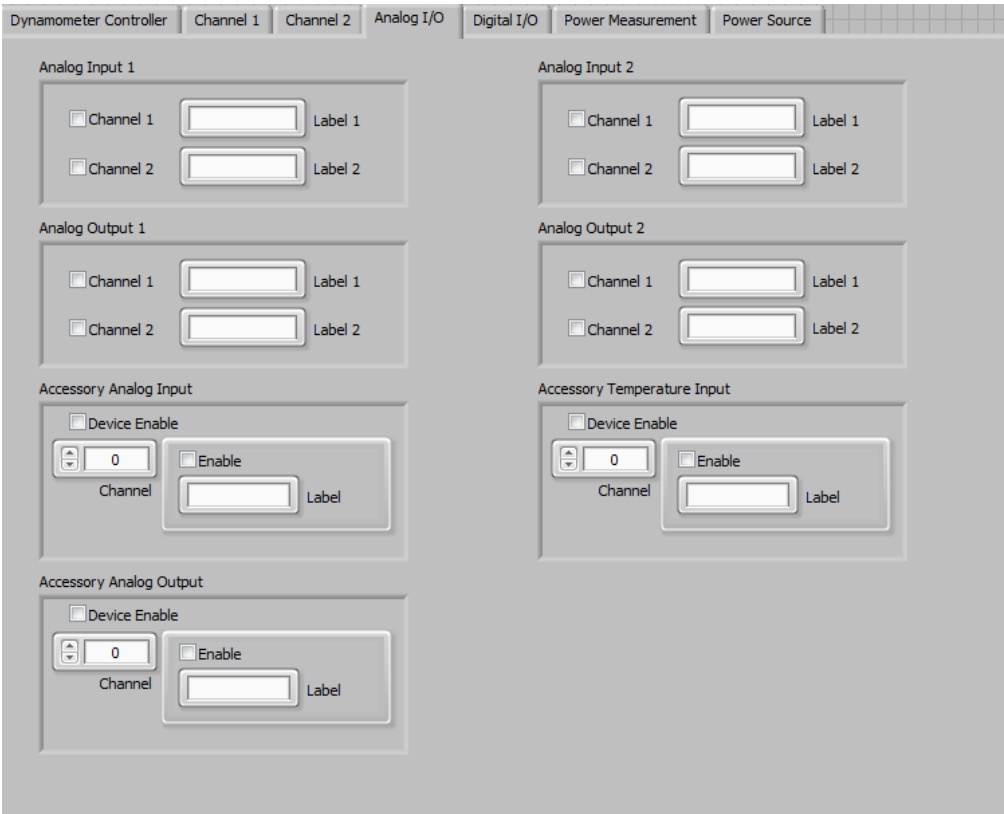 Dynamometer Controller Channel 1 Channel 2 Analog I/O Digital I/O Power Measurement Power Source
Analog Input 1
Channel 1 Label 1
Channel 2 Label 2
Analog Input 2
Channel 1 Label 1
Channel 2 Label 2
Analog Output 1
Channel 1 Label 1
Channel 2 Label 2
Analog Output 2
Channel 1 Label 1
Channel 2 Label 2
Accessory Analog Input
Device Enable
0 Enable
Channel Label
Accessory Temperature Input
Device Enable
0 Enable
Channel Label
Accessory Analog Output
Device Enable
0 Enable
Channel Label